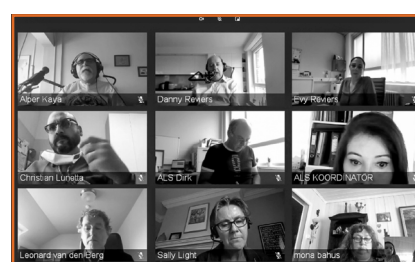 Alper Kaya
Danny Reviers
Evy Reviers
Christian Lunetta
ALS Dirk
ALS KOORDINATOR
Leonard van den Berg
Sally Light
mona bahus